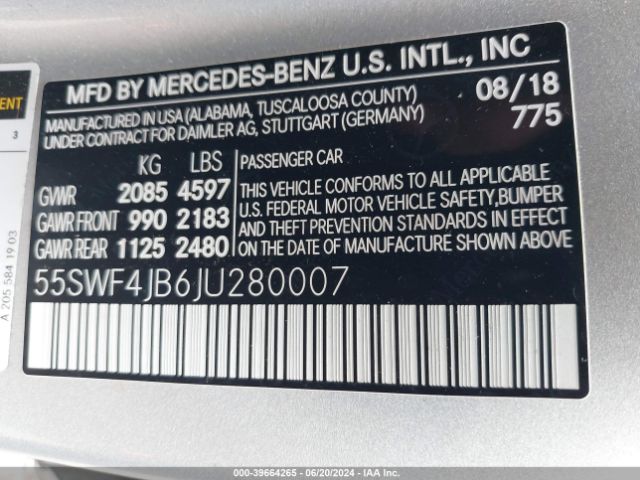 MFD BY MERCEDES-BENZ U.S. INTL., INC
MANUFACTURED IN USA (ALABAMA, TUSCALOOSA COUNTY) 08/18
UNDER CONTRACT FOR DAIMLER AG, STUTTGART (GERMANY) 775
KG LBS
GVWR 2085 4597
GAWR FRONT 990 2183
GAWR REAR 1125 2480
PASSENGER CAR
THIS VEHICLE CONFORMS TO ALL APPLICABLE
U.S. FEDERAL MOTOR VEHICLE SAFETY, BUMPER
AND THEFT PREVENTION STANDARDS IN EFFECT
ON THE DATE OF MANUFACTURE SHOWN ABOVE.
55SWF4JB6JU280007
ENT
3
A 205 584 19 03
© COPYRIGHT - 39664265 - 06/20/2024 - IAA Inc.